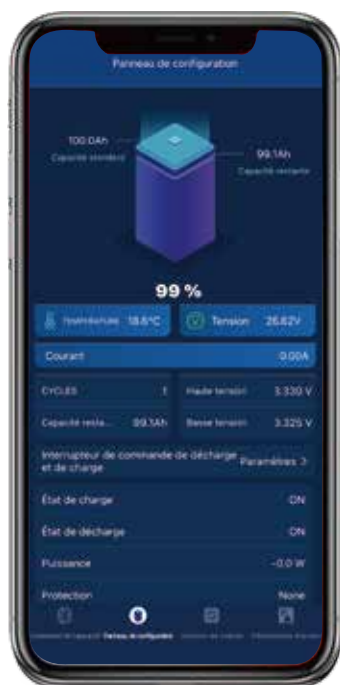 Panneau de configuration
100.0Ah
Capacité standard
99.1Ah
Capacité restante
99 %
Température 18.6°C
Tension 26.62V
Courant 0.00A
CYCLES 1
Haute tension 3.330 V
Capacité resta... 99.1Ah
Basse tension 3.325 V
Interrupteur de commande de décharge
et de charge
Paramètres >
État de charge ON
État de décharge ON
Puissance -0.0 W
Protection None
Panneau de configuration